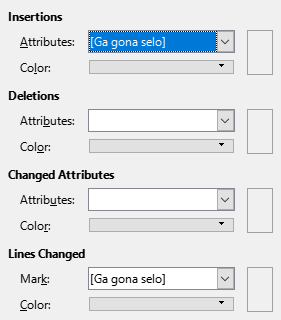 Insertions
Attributes: [Ga gona selo]
Color:
Deletions
Attributes:
Color:
Changed Attributes
Attributes:
Color:
Lines Changed
Mark: [Ga gona selo]
Color: